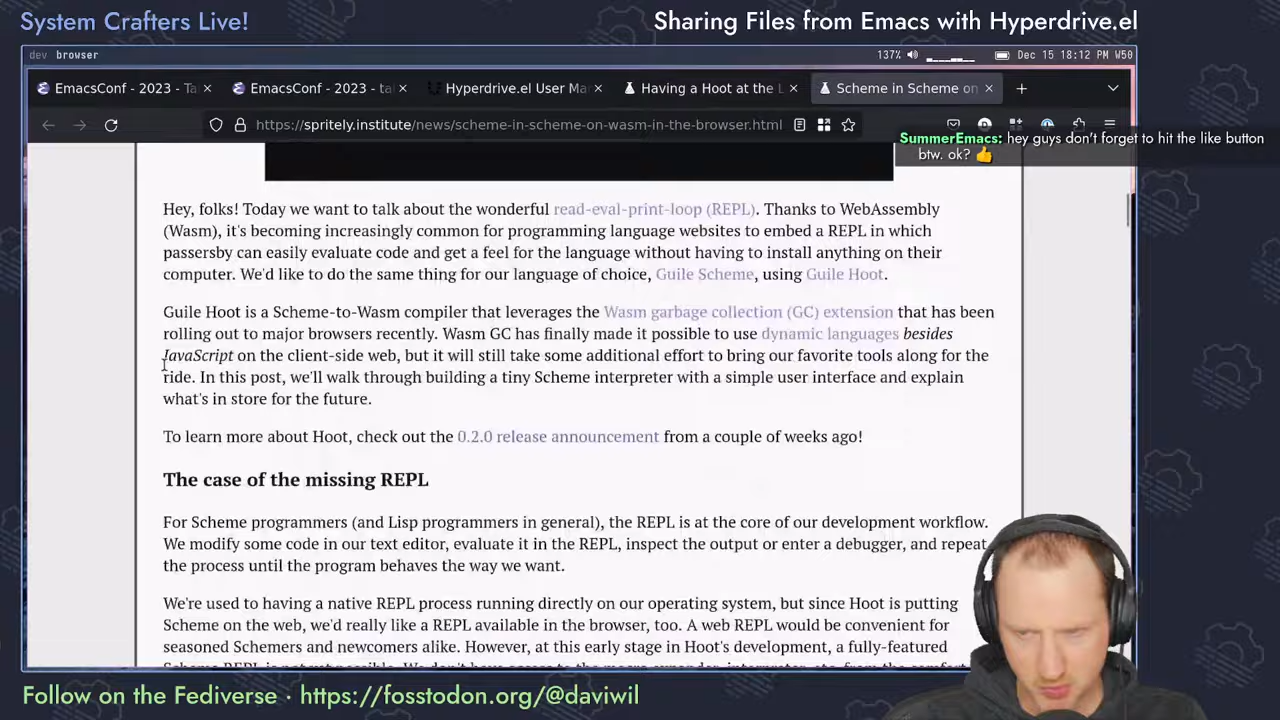 System Crafters Live!
Sharing Files from Emacs with Hyperdrive.el
dev browser
137%
Dec 15 18:12 PM W50
EmacsConf - 2023 - Ta
EmacsConf - 2023 - tal
Hyperdrive.el User Ma
Having a Hoot at the L
Scheme in Scheme on
https://spritely.institute/news/scheme-in-scheme-on-wasm-in-the-browser.html
SummerEmacs: hey guys don't forget to hit the like button
btw. ok? 👍
Hey, folks! Today we want to talk about the wonderful read-eval-print-loop (REPL). Thanks to WebAssembly
(Wasm), it's becoming increasingly common for programming language websites to embed a REPL in which
passersby can easily evaluate code and get a feel for the language without having to install anything on their
computer. We'd like to do the same thing for our language of choice, Guile Scheme, using Guile Hoot.
Guile Hoot is a Scheme-to-Wasm compiler that leverages the Wasm garbage collection (GC) extension that has been
rolling out to major browsers recently. Wasm GC has finally made it possible to use dynamic languages besides
JavaScript on the client-side web, but it will still take some additional effort to bring our favorite tools along for the
ride. In this post, we'll walk through building a tiny Scheme interpreter with a simple user interface and explain
what's in store for the future.
To learn more about Hoot, check out the 0.2.0 release announcement from a couple of weeks ago!
The case of the missing REPL
For Scheme programmers (and Lisp programmers in general), the REPL is at the core of our development workflow.
We modify some code in our text editor, evaluate it in the REPL, inspect the output or enter a debugger, and repeat
the process until the program behaves the way we want.
We're used to having a native REPL process running directly on our operating system, but since Hoot is putting
Scheme on the web, we'd really like a REPL available in the browser, too. A web REPL would be convenient for
seasoned Schemers and newcomers alike. However, at this early stage in Hoot's development, a fully-featured
Follow on the Fediverse · https://fosstodon.org/@daviwil